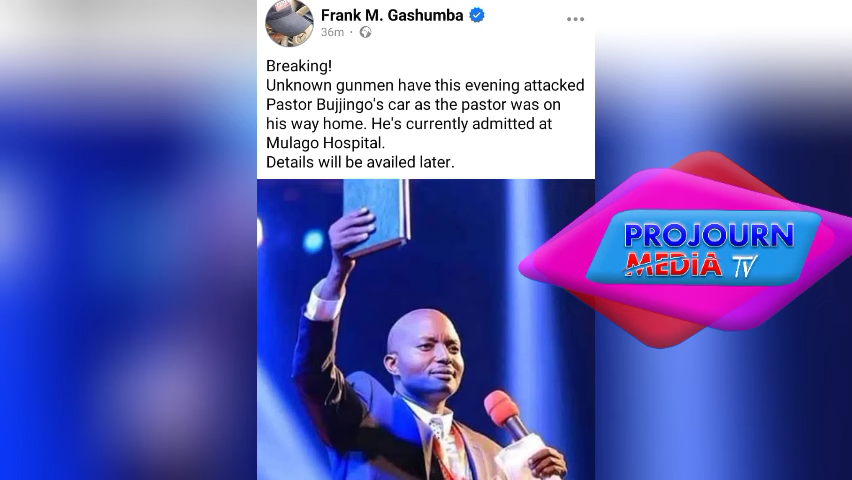 Frank M. Gashumba
36m ·
Breaking!
Unknown gunmen have this evening attacked
Pastor Bujjingo's car as the pastor was on
his way home. He's currently admitted at
Mulago Hospital.
Details will be availed later.
PROJOURN
MEDIA TV